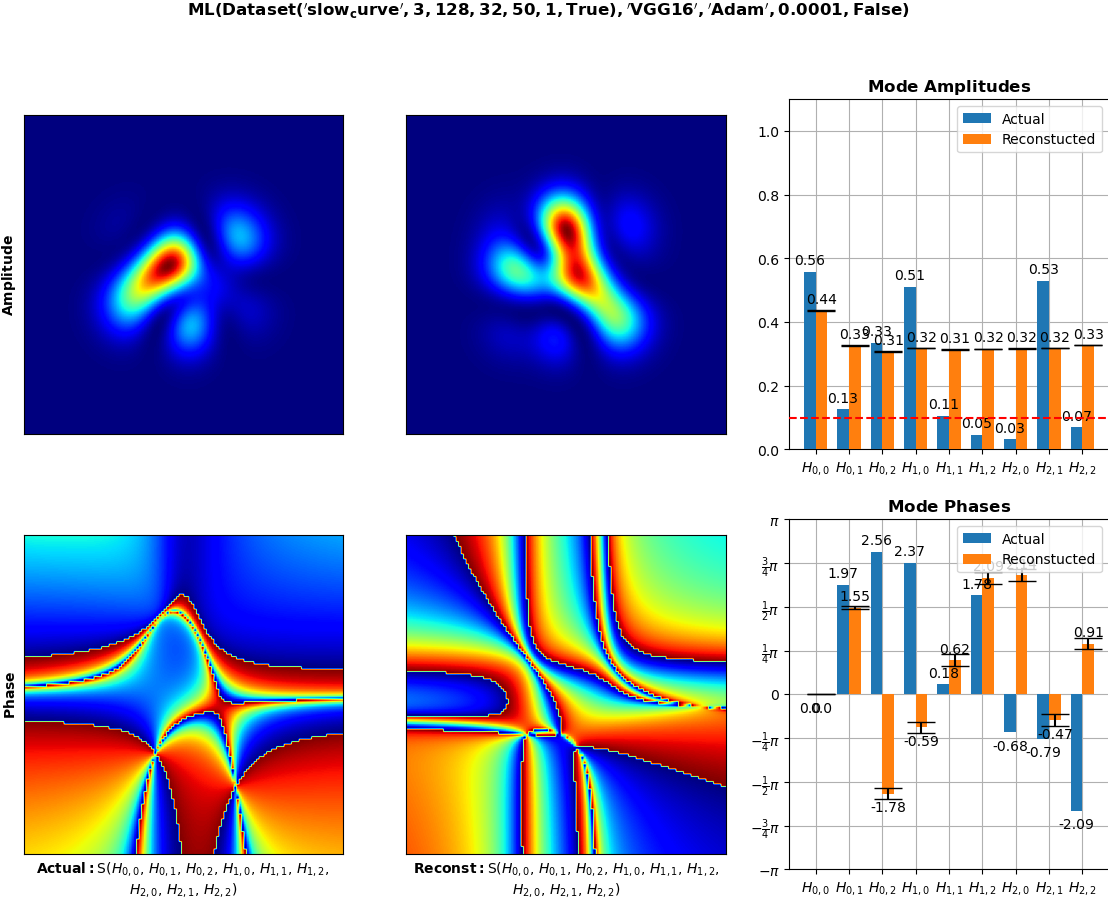 ML(Dataset('slow_curve', 3, 128, 32, 50, 1, True), 'VGG16', 'Adam', 0.0001, False)
Amplitude
Mode Amplitudes
Actual
Reconstucted
1.0
0.8
0.6
0.4
0.2
0.0
0.56
0.44
0.13
0.33
0.33
0.31
0.51
0.32
0.11
0.31
0.05
0.32
0.03
0.32
0.53
0.32
0.07
0.33
H0,0 H0,1 H0,2 H1,0 H1,1 H1,2 H2,0 H2,1 H2,2
Phase
Actual: S(H0,0, H0,1, H0,2, H1,0, H1,1, H1,2,
H2,0, H2,1, H2,2)
Reconst: S(H0,0, H0,1, H0,2, H1,0, H1,1, H1,2,
H2,0, H2,1, H2,2)
Mode Phases
Actual
Reconstucted
π
3/4π
1/2π
1/4π
0
−1/4π
−1/2π
−3/4π
−π
0.0
0.0
1.97
1.55
2.56
-1.78
2.37
-0.59
0.18
0.62
1.78
2.09
-0.68
-0.79
-0.47
-2.09
0.91
H0,0 H0,1 H0,2 H1,0 H1,1 H1,2 H2,0 H2,1 H2,2